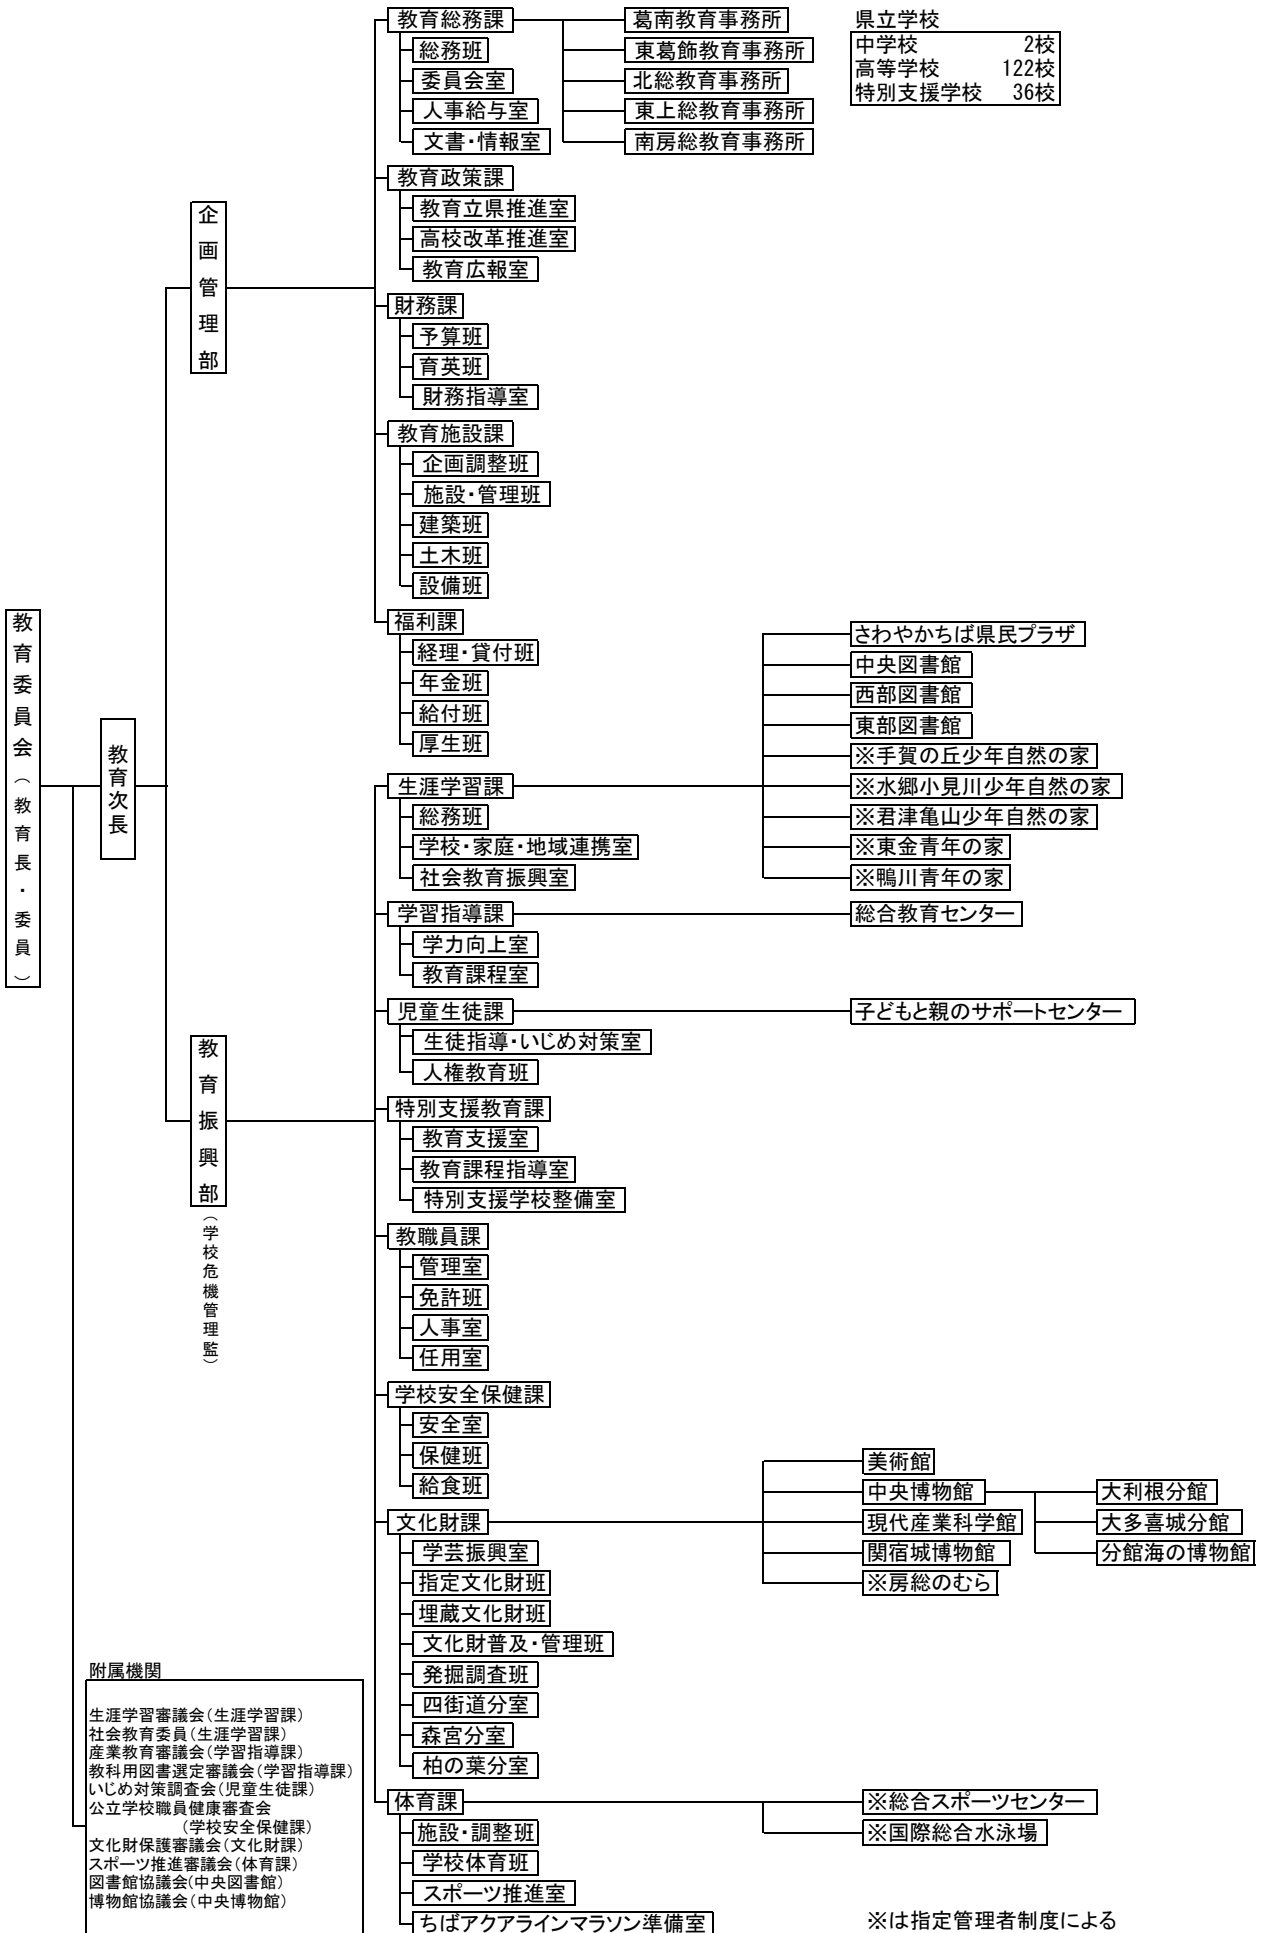 教育委員会（教育長・委員）
教育次長
企画管理部
教育総務課
総務班
委員会室
人事給与室
文書・情報室
葛南教育事務所
東葛飾教育事務所
北総教育事務所
東上総教育事務所
南房総教育事務所
県立学校
中学校 2校
高等学校 122校
特別支援学校 36校
教育政策課
教育立県推進室
高校改革推進室
教育広報室
財務課
予算班
育英班
財務指導室
教育施設課
企画調整班
施設・管理班
建築班
土木班
設備班
福利課
経理・貸付班
年金班
給付班
厚生班
教育振興部
（学校危機管理監）
生涯学習課
総務班
学校・家庭・地域連携室
社会教育振興室
さわやかちば県民プラザ
中央図書館
西部図書館
東部図書館
※手賀の丘少年自然の家
※水郷小見川少年自然の家
※君津亀山少年自然の家
※東金青年の家
※鴨川青年の家
学習指導課
学力向上室
教育課程室
総合教育センター
児童生徒課
生徒指導・いじめ対策室
人権教育班
子どもと親のサポートセンター
特別支援教育課
教育支援室
教育課程指導室
特別支援学校整備室
教職員課
管理室
免許班
人事室
任用室
学校安全保健課
安全室
保健班
給食班
文化財課
学芸振興室
指定文化財班
埋蔵文化財班
文化財普及・管理班
発掘調査班
四街道分室
森宮分室
柏の葉分室
美術館
中央博物館
現代産業科学館
関宿城博物館
※房総のむら
大利根分館
大多喜城分館
分館海の博物館
体育課
施設・調整班
学校体育班
スポーツ推進室
ちばアクアラインマラソン準備室
※総合スポーツセンター
※国際総合水泳場
附属機関
生涯学習審議会（生涯学習課）
社会教育委員（生涯学習課）
産業教育審議会（学習指導課）
教科用図書選定審議会（学習指導課）
いじめ対策調査会（児童生徒課）
公立学校職員健康審査会
（学校安全保健課）
文化財保護審議会（文化財課）
スポーツ推進審議会（体育課）
図書館協議会（中央図書館）
博物館協議会（中央博物館）
※は指定管理者制度による